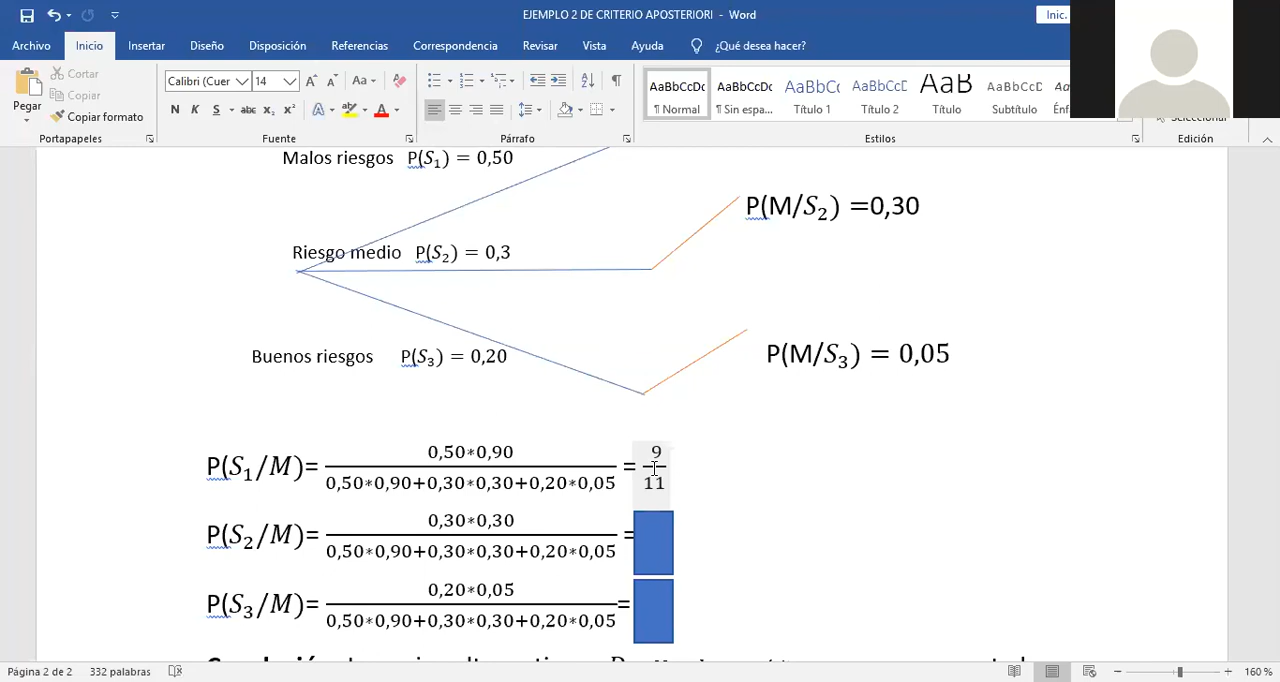 EJEMPLO 2 DE CRITERIO APOSTERIORI - Word
Inic.
Archivo Inicio Insertar Diseño Disposición Referencias Correspondencia Revisar Vista Ayuda ¿Qué desea hacer?
Pegar
Cortar
Copiar
Copiar formato
Portapapeles
Calibri (Cuer 14
N K S abc x₂ x²
Fuente
Párrafo
AaBbCcDc AaBbCcDc AaBbCc AaBbCcD AaB AaBbCcD
¶ Normal ¶ Sin espa... Título 1 Título 2 Título Subtítulo
Estilos
Edición
Malos riesgos P(S₁) = 0,50
P(M/S₂) =0,30
Riesgo medio P(S₂) = 0,3
Buenos riesgos P(S₃) = 0,20
P(M/S₃) = 0,05
0,50∗0,90 9
P(S₁/M)= =
0,50∗0,90+0,30∗0,30+0,20∗0,05 11
0,30∗0,30
P(S₂/M)= =
0,50∗0,90+0,30∗0,30+0,20∗0,05
0,20∗0,05
P(S₃/M)= =
0,50∗0,90+0,30∗0,30+0,20∗0,05
Página 2 de 2 332 palabras 160 %